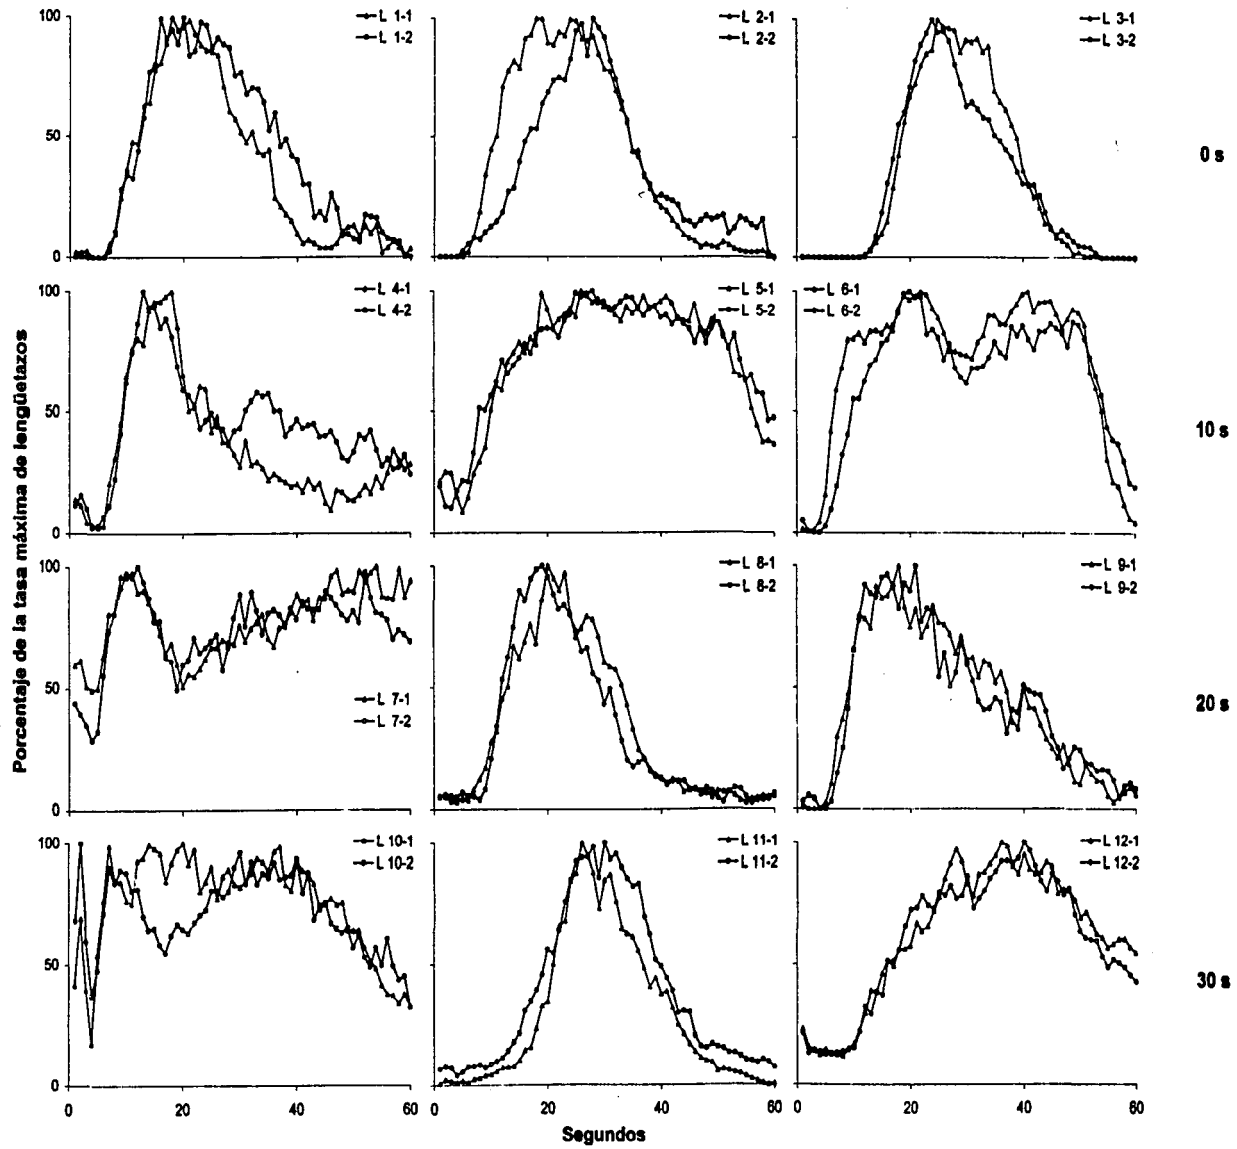 Porcentaje de la tasa máxima de lengüetazos
100
50
0
L 1-1
L 1-2
L 2-1
L 2-2
L 3-1
L 3-2
0 s
100
50
0
L 4-1
L 4-2
L 5-1
L 5-2
L 6-1
L 6-2
10 s
100
50
0
L 7-1
L 7-2
L 8-1
L 8-2
L 9-1
L 9-2
20 s
100
50
0
L 10-1
L 10-2
L 11-1
L 11-2
L 12-1
L 12-2
30 s
0 20 40 60
20 40 60
0 20 40 60
Segundos